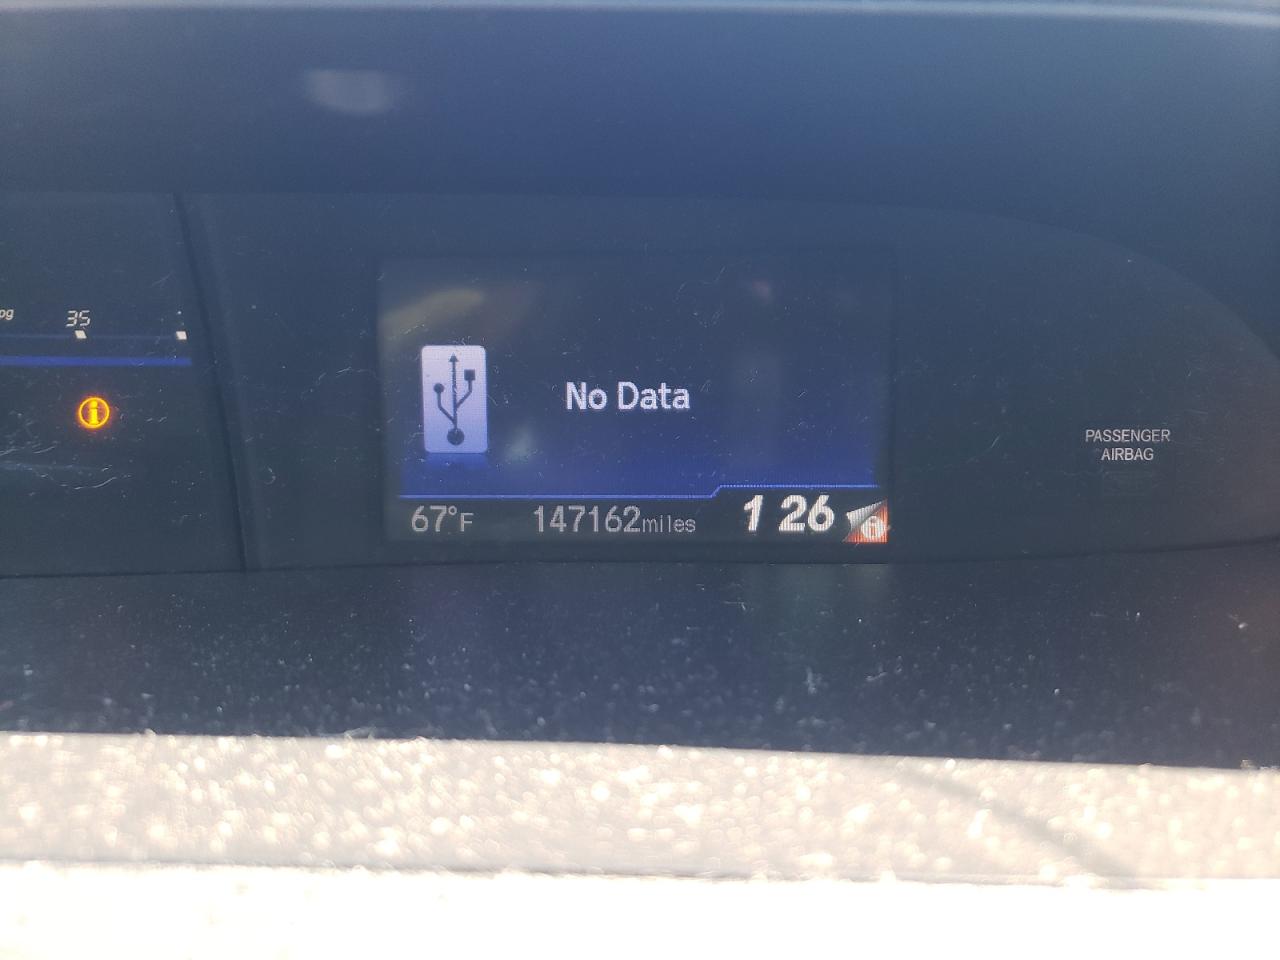 35
No Data
PASSENGER
AIRBAG
67°F 147162miles 1 26